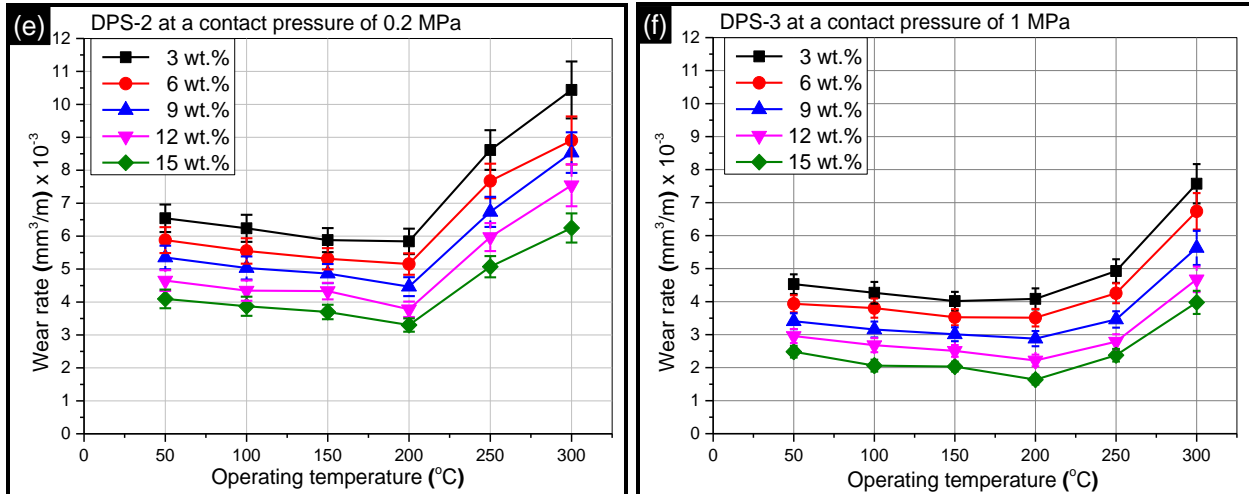 (e)
DPS-2 at a contact pressure of 0.2 MPa
3 wt.%
6 wt.%
9 wt.%
12 wt.%
15 wt.%
12
11
10
9
8
7
6
5
4
3
2
1
0
Wear rate (mm³/m) x 10⁻³
0 50 100 150 200 250 300
Operating temperature (°C)
(f)
DPS-3 at a contact pressure of 1 MPa
3 wt.%
6 wt.%
9 wt.%
12 wt.%
15 wt.%
12
11
10
9
8
7
6
5
4
3
2
1
0
Wear rate (mm³/m) x 10⁻³
0 50 100 150 200 250 300
Operating temperature (°C)